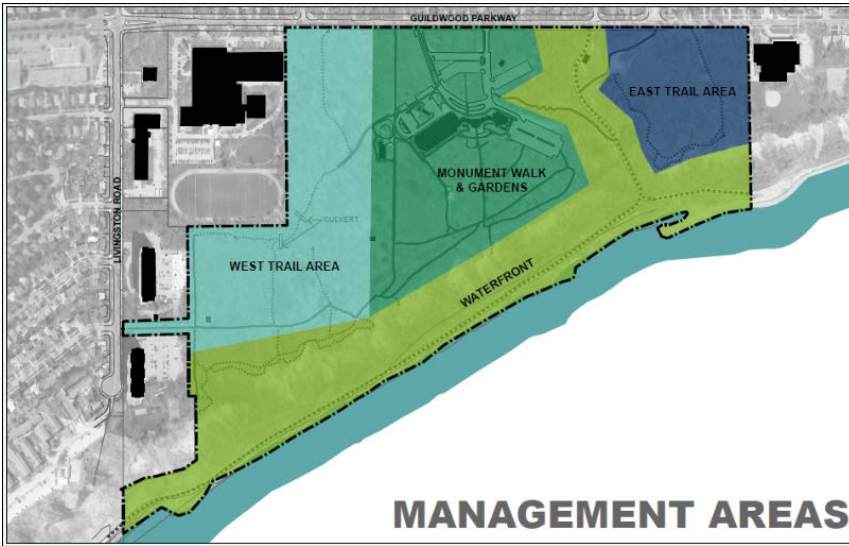 GUILDWOOD PARKWAY
EAST TRAIL AREA
MONUMENT WALK
& GARDENS
LIVINGSTON ROAD
CULVERT
WEST TRAIL AREA
WATERFRONT
MANAGEMENT AREAS